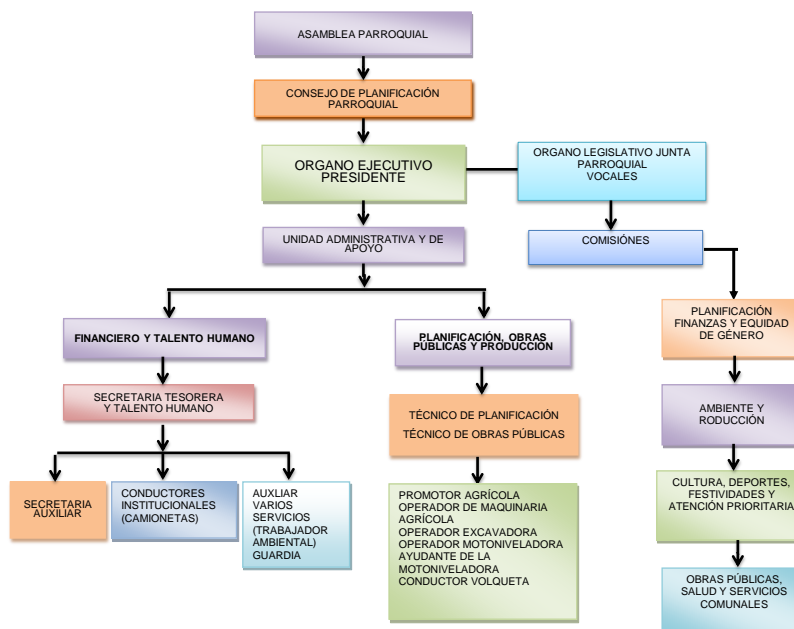 ASAMBLEA PARROQUIAL
CONSEJO DE PLANIFICACIÓN
PARROQUIAL
ORGANO EJECUTIVO
PRESIDENTE
ORGANO LEGISLATIVO JUNTA
PARROQUIAL
VOCALES
UNIDAD ADMINISTRATIVA Y DE
APOYO
COMISIÓNES
FINANCIERO Y TALENTO HUMANO
PLANIFICACIÓN, OBRAS
PÚBLICAS Y PRODUCCIÓN
PLANIFICACIÓN
FINANZAS Y EQUIDAD
DE GÉNERO
SECRETARIA TESORERA
Y TALENTO HUMANO
TÉCNICO DE PLANIFICACIÓN
TÉCNICO DE OBRAS PÚBLICAS
AMBIENTE Y
RODUCCIÓN
SECRETARIA
AUXILIAR
CONDUCTORES
INSTITUCIONALES
(CAMIONETAS)
AUXLIAR
VARIOS
SERVICIOS
(TRABAJADOR
AMBIENTAL)
GUARDIA
PROMOTOR AGRÍCOLA
OPERADOR DE MAQUINARIA
AGRÍCOLA
OPERADOR EXCAVADORA
OPERADOR MOTONIVELADORA
AYUDANTE DE LA
MOTONIVELADORA
CONDUCTOR VOLQUETA
CULTURA, DEPORTES,
FESTIVIDADES Y
ATENCIÓN PRIORITARIA
OBRAS PÚBLICAS,
SALUD Y SERVICIOS
COMUNALES